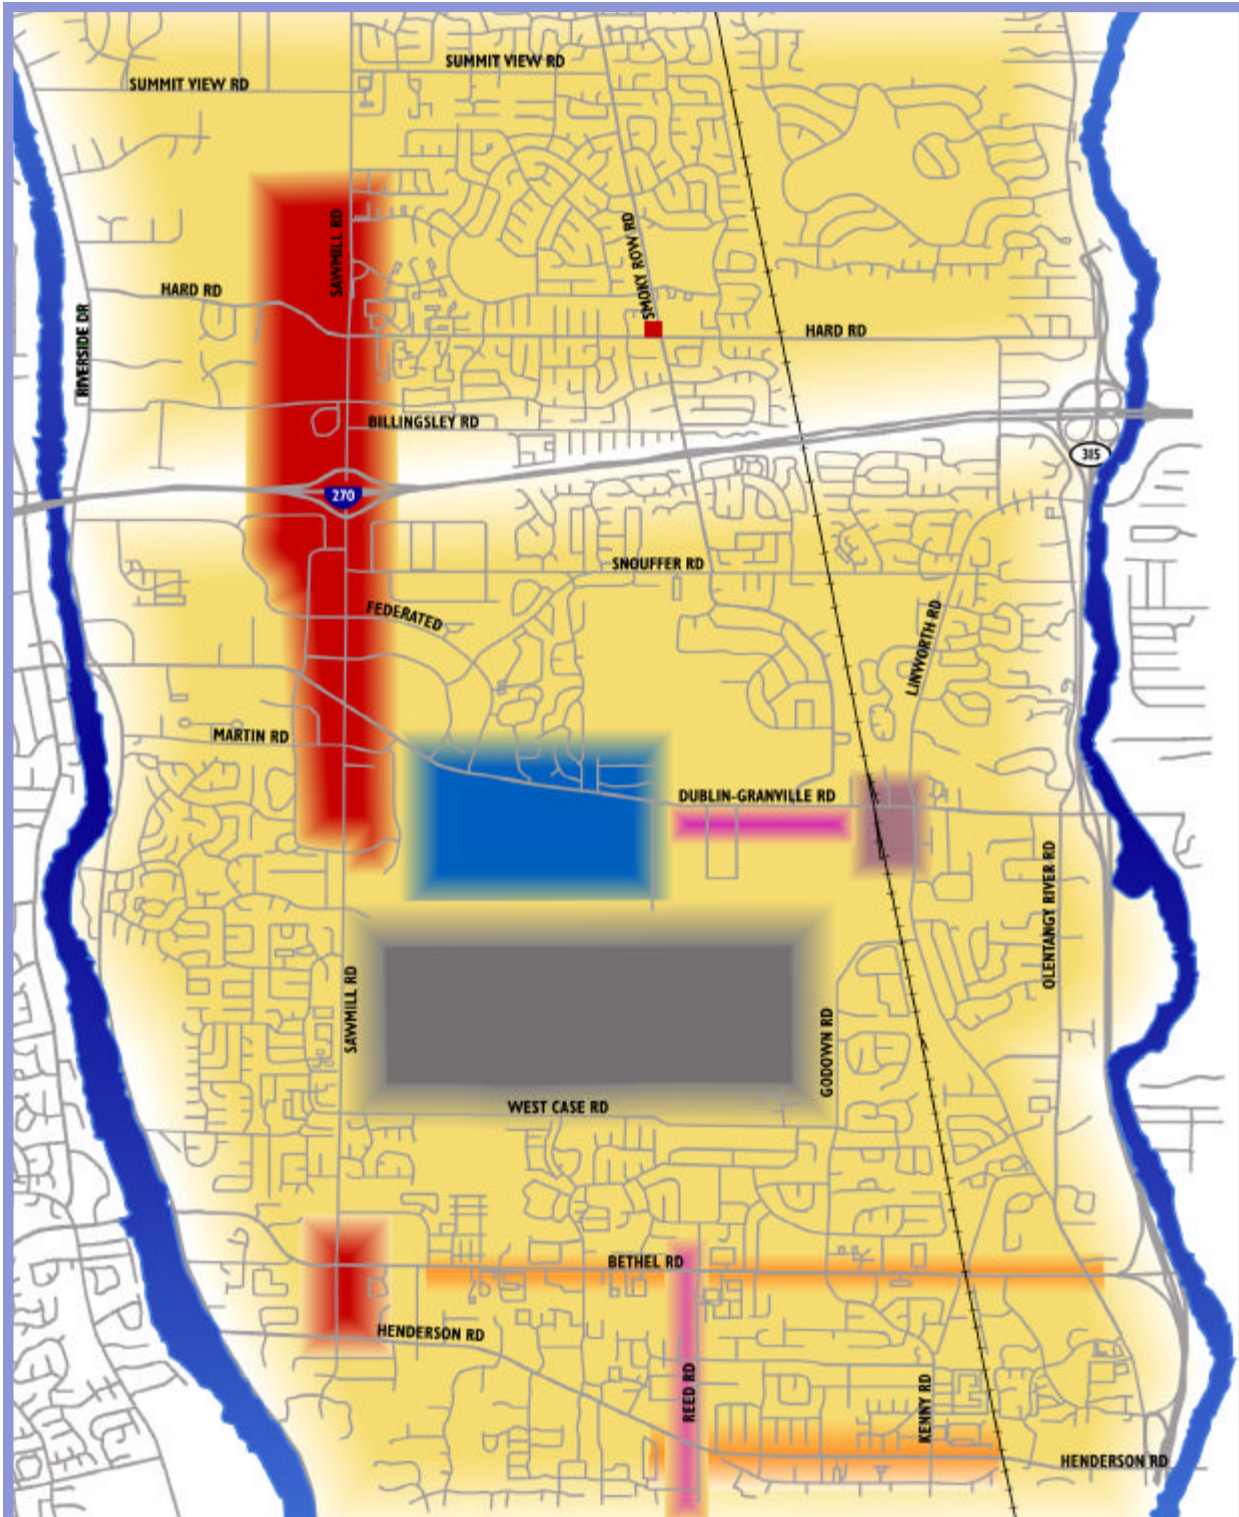 SUMMIT VIEW RD
SUMMIT VIEW RD
SAWMILL RD
SMOKY ROW RD
HARD RD
RIVERSIDE DR
HARD RD
BILLINGSLEY RD
315
270
SNOUFFER RD
FEDERATED
LINWORTH RD
MARTIN RD
DUBLIN-GRANVILLE RD
OLENTANGY RIVER RD
SAWMILL RD
GODOWN RD
WEST CASE RD
BETHEL RD
HENDERSON RD
REED RD
KENNY RD
HENDERSON RD